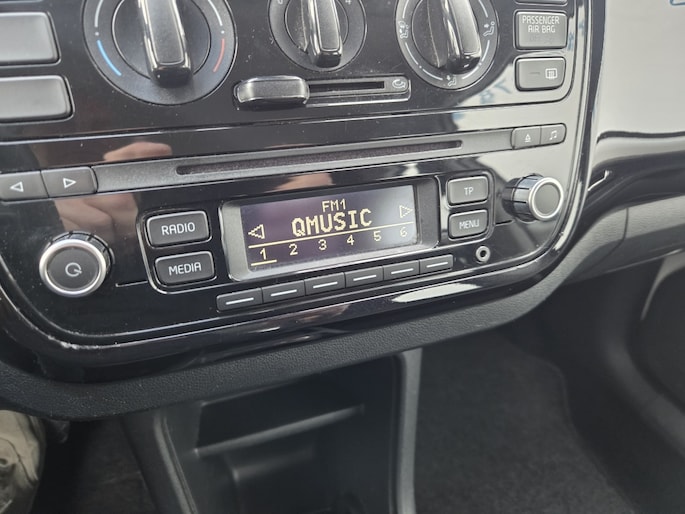 PASSENGER
AIR BAG
FM1
QMUSIC
1 2 3 4 5 6
RADIO
MEDIA
TP
MENU